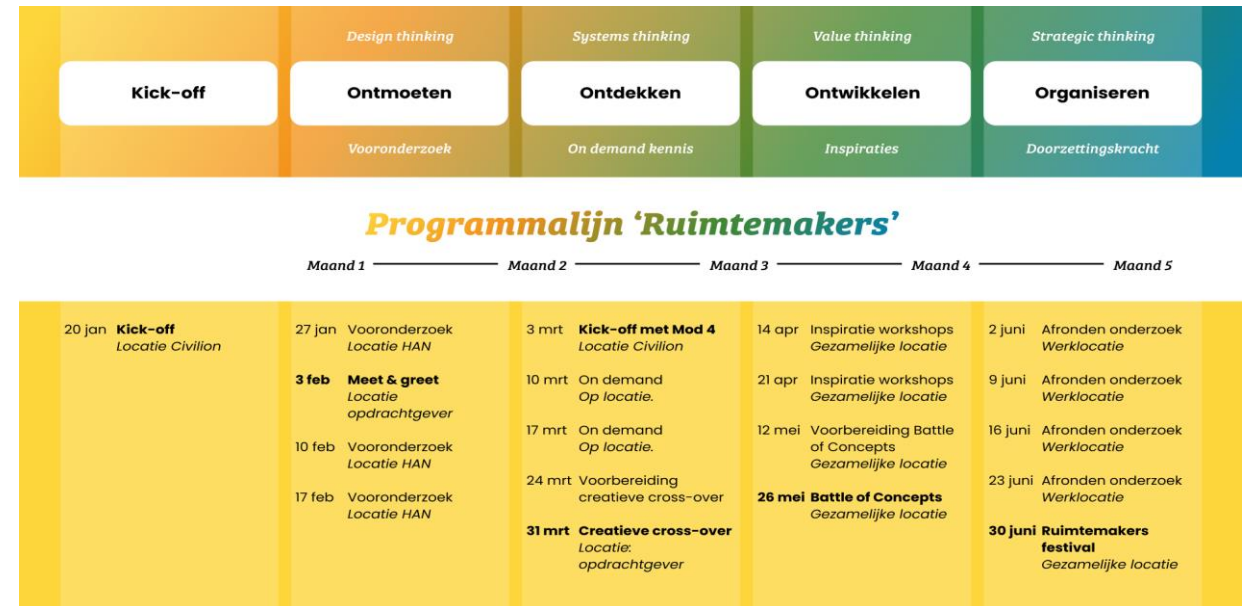 Design thinking
Systems thinking
Value thinking
Strategic thinking
Kick-off
Ontmoeten
Ontdekken
Ontwikkelen
Organiseren
Vooronderzoek
On demand kennis
Inspiraties
Doorzettingskracht
Programmalijn ‘Ruimtemakers’
Maand 1
Maand 2
Maand 3
Maand 4
Maand 5
20 jan Kick-off
Locatie Civilion
27 jan Vooronderzoek
Locatie HAN
3 feb Meet & greet
Locatie
opdrachtgever
10 feb Vooronderzoek
Locatie HAN
17 feb Vooronderzoek
Locatie HAN
3 mrt Kick-off met Mod 4
Locatie Civilion
10 mrt On demand
Op locatie.
17 mrt On demand
Op locatie.
24 mrt Voorbereiding
creatieve cross-over
31 mrt Creatieve cross-over
Locatie:
opdrachtgever
14 apr Inspiratie workshops
Gezamelijke locatie
21 apr Inspiratie workshops
Gezamelijke locatie
12 mei Voorbereiding Battle
of Concepts
Gezamelijke locatie
26 mei Battle of Concepts
Gezamelijke locatie
2 juni Afronden onderzoek
Werklocatie
9 juni Afronden onderzoek
Werklocatie
16 juni Afronden onderzoek
Werklocatie
23 juni Afronden onderzoek
Werklocatie
30 juni Ruimtemakers
festival
Gezamelijke locatie